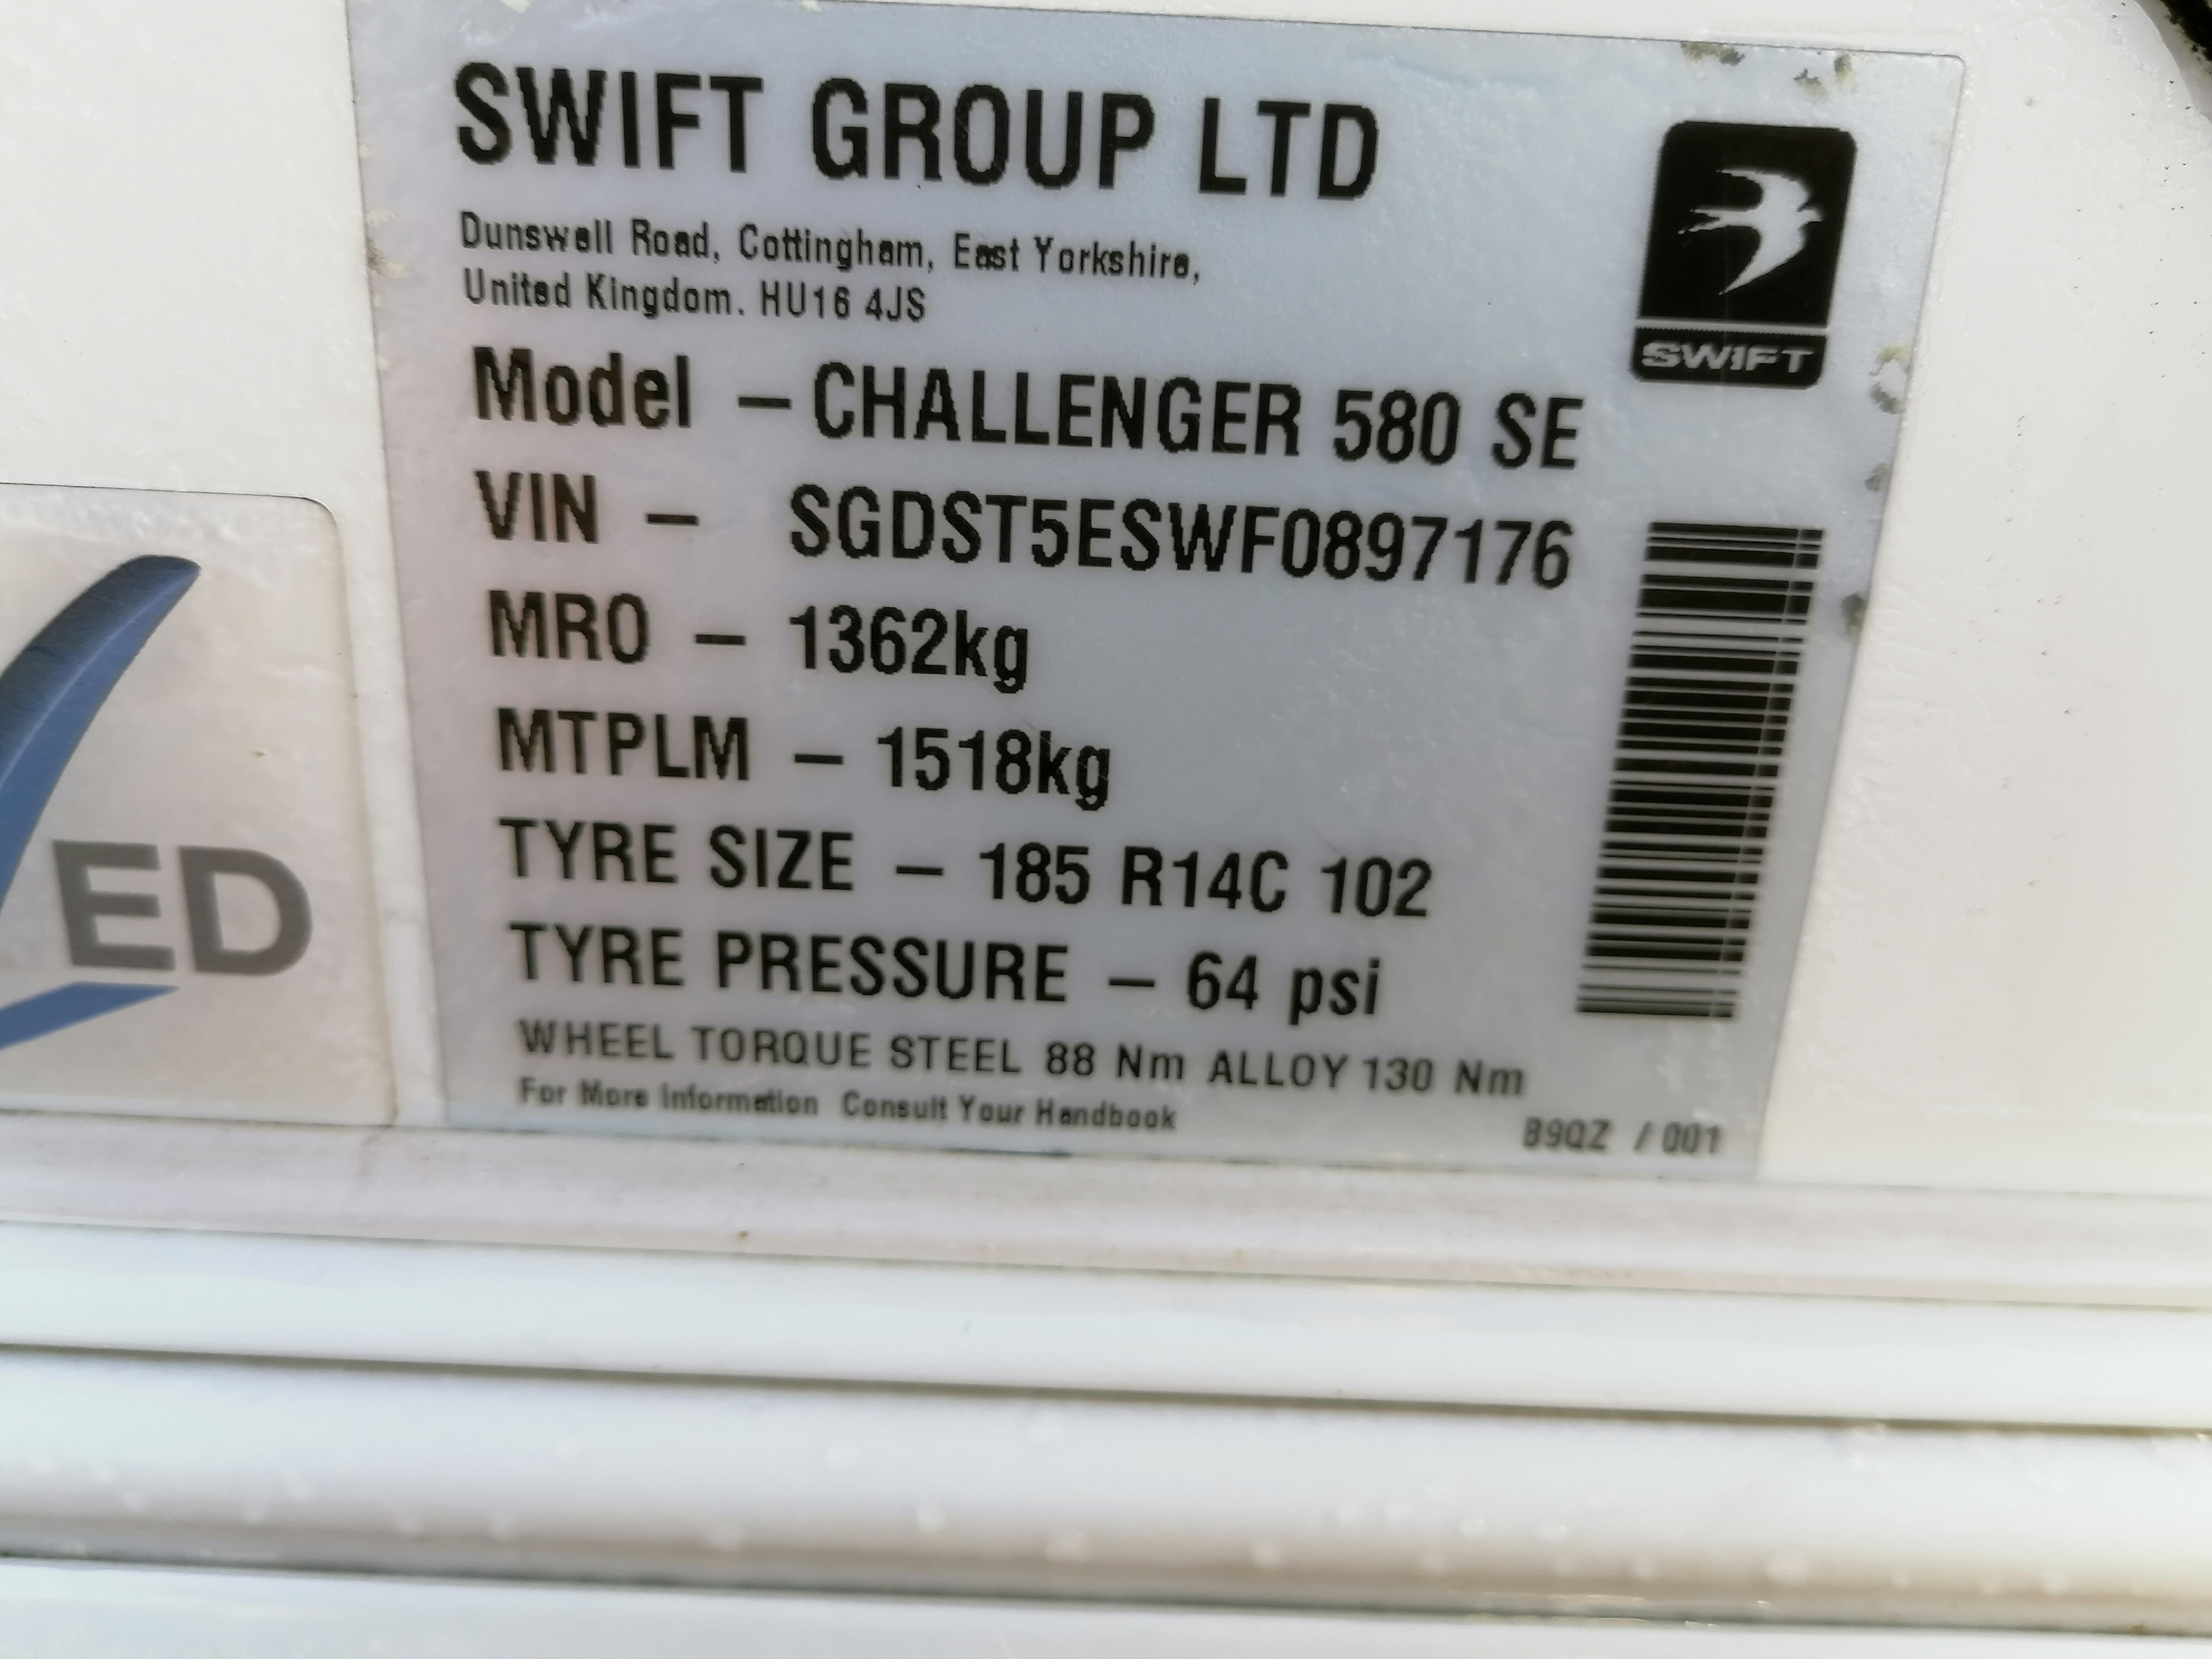 SWIFT GROUP LTD
Dunswell Road, Cottingham, East Yorkshire,
United Kingdom. HU16 4JS
SWIFT
Model – CHALLENGER 580 SE
VIN – SGDST5ESWF0897176
MRO – 1362kg
MTPLM – 1518kg
TYRE SIZE – 185 R14C 102
TYRE PRESSURE – 64 psi
WHEEL TORQUE STEEL 88 Nm ALLOY 130 Nm
For More Information Consult Your Handbook
B9QZ / 001
ED